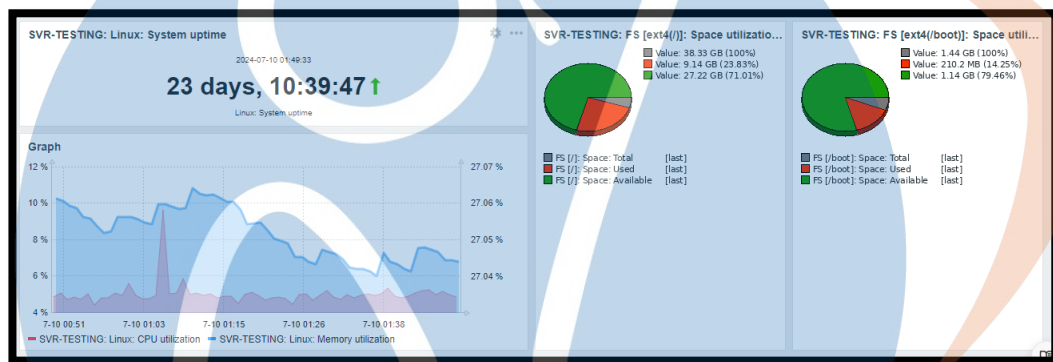 SVR-TESTING: Linux: System uptime
2024-07-10 01:49:33
23 days, 10:39:47
Linux: System uptime
Graph
12 %
10 %
8 %
6 %
4 %
27.07 %
27.06 %
27.05 %
27.04 %
7-10 00:51 7-10 01:03 7-10 01:15 7-10 01:26 7-10 01:38
SVR-TESTING: Linux: CPU utilization SVR-TESTING: Linux: Memory utilization
SVR-TESTING: FS [ext4(/)]: Space utilizatio...
Value: 38.33 GB (100%)
Value: 9.14 GB (23.83%)
Value: 27.22 GB (71.01%)
FS [/]: Space: Total [last]
FS [/]: Space: Used [last]
FS [/]: Space: Available [last]
SVR-TESTING: FS [ext4(/boot)]: Space utili...
Value: 1.44 GB (100%)
Value: 210.2 MB (14.25%)
Value: 1.14 GB (79.46%)
FS [/boot]: Space: Total [last]
FS [/boot]: Space: Used [last]
FS [/boot]: Space: Available [last]